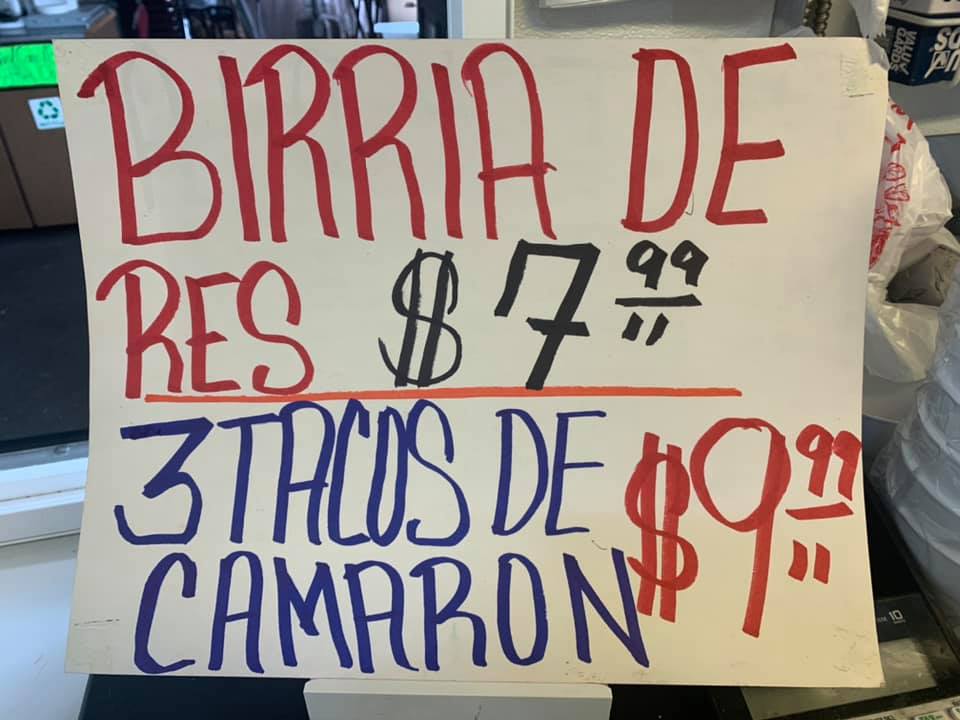 BIRRIA DE
RES $7.99
3 TACOS DE $9.99
CAMARON